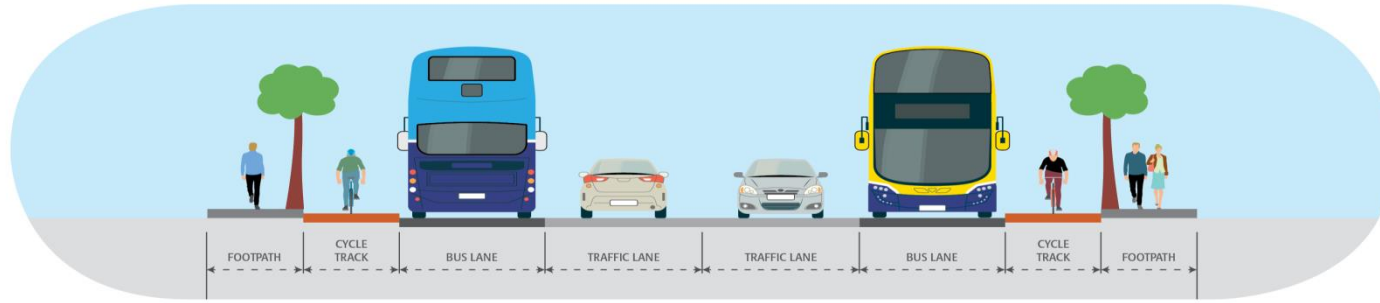 FOOTPATH
CYCLE
TRACK
BUS LANE
TRAFFIC LANE
TRAFFIC LANE
BUS LANE
CYCLE
TRACK
FOOTPATH